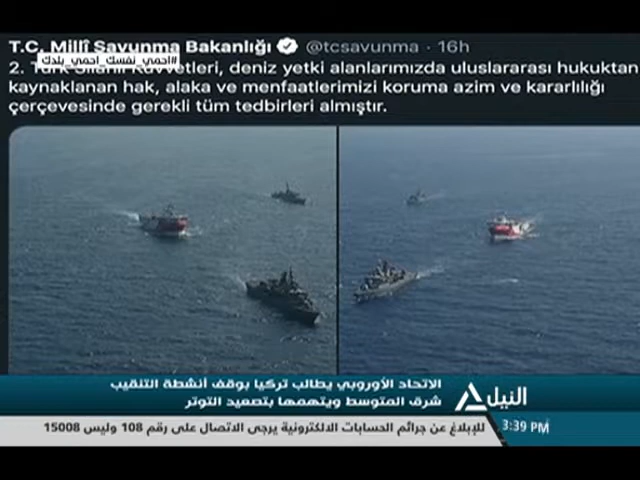 T.C. Millî Savunma Bakanlığı @tcsavunma · 16h
#احمي_نفسك_احمي_بلدك
2. Türk Silahlı Kuvvetleri, deniz yetki alanlarımızda uluslararası hukuktan
kaynaklanan hak, alaka ve menfaatlerimizi koruma azim ve kararlılığı
çerçevesinde gerekli tüm tedbirleri almıştır.
الاتحاد الأوروبي يطالب تركيا بوقف أنشطة التنقيب
شرق المتوسط ويتهمها بتصعيد التوتر
النيل
للإبلاغ عن جرائم الحسابات الالكترونية يرجى الاتصال على رقم 108 وليس 15008
3:39 PM